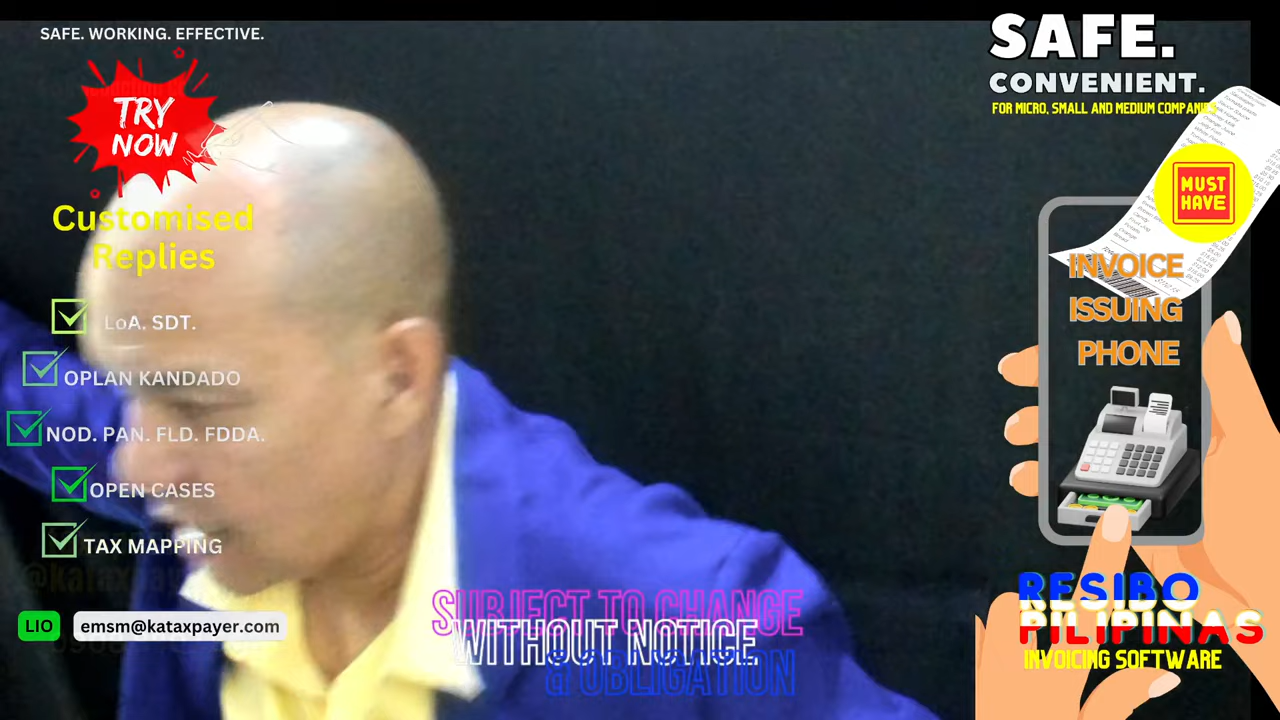 SAFE. WORKING. EFFECTIVE.
TRY
NOW
Customised
Replies
LoA. SDT.
OPLAN KANDADO
NOD. PAN. FLD. FDDA.
OPEN CASES
TAX MAPPING
LIO
emsm@kataxpayer.com
SUBJECT TO CHANGE
WITHOUT NOTICE
& OBLIGATION
SAFE.
CONVENIENT.
FOR MICRO, SMALL AND MEDIUM COMPANIES
MUST
HAVE
INVOICE
ISSUING
PHONE
RESIBO
PILIPINAS
INVOICING SOFTWARE